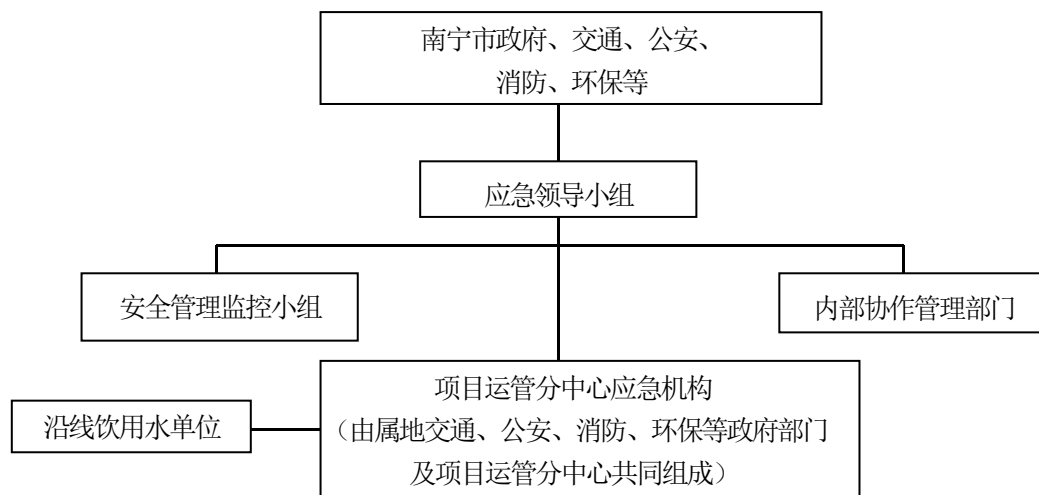 南宁市政府、交通、公安、
消防、环保等
应急领导小组
安全管理监控小组
内部协作管理部门
项目运管分中心应急机构
沿线饮用水单位
（由属地交通、公安、消防、环保等政府部门
及项目运管分中心共同组成）